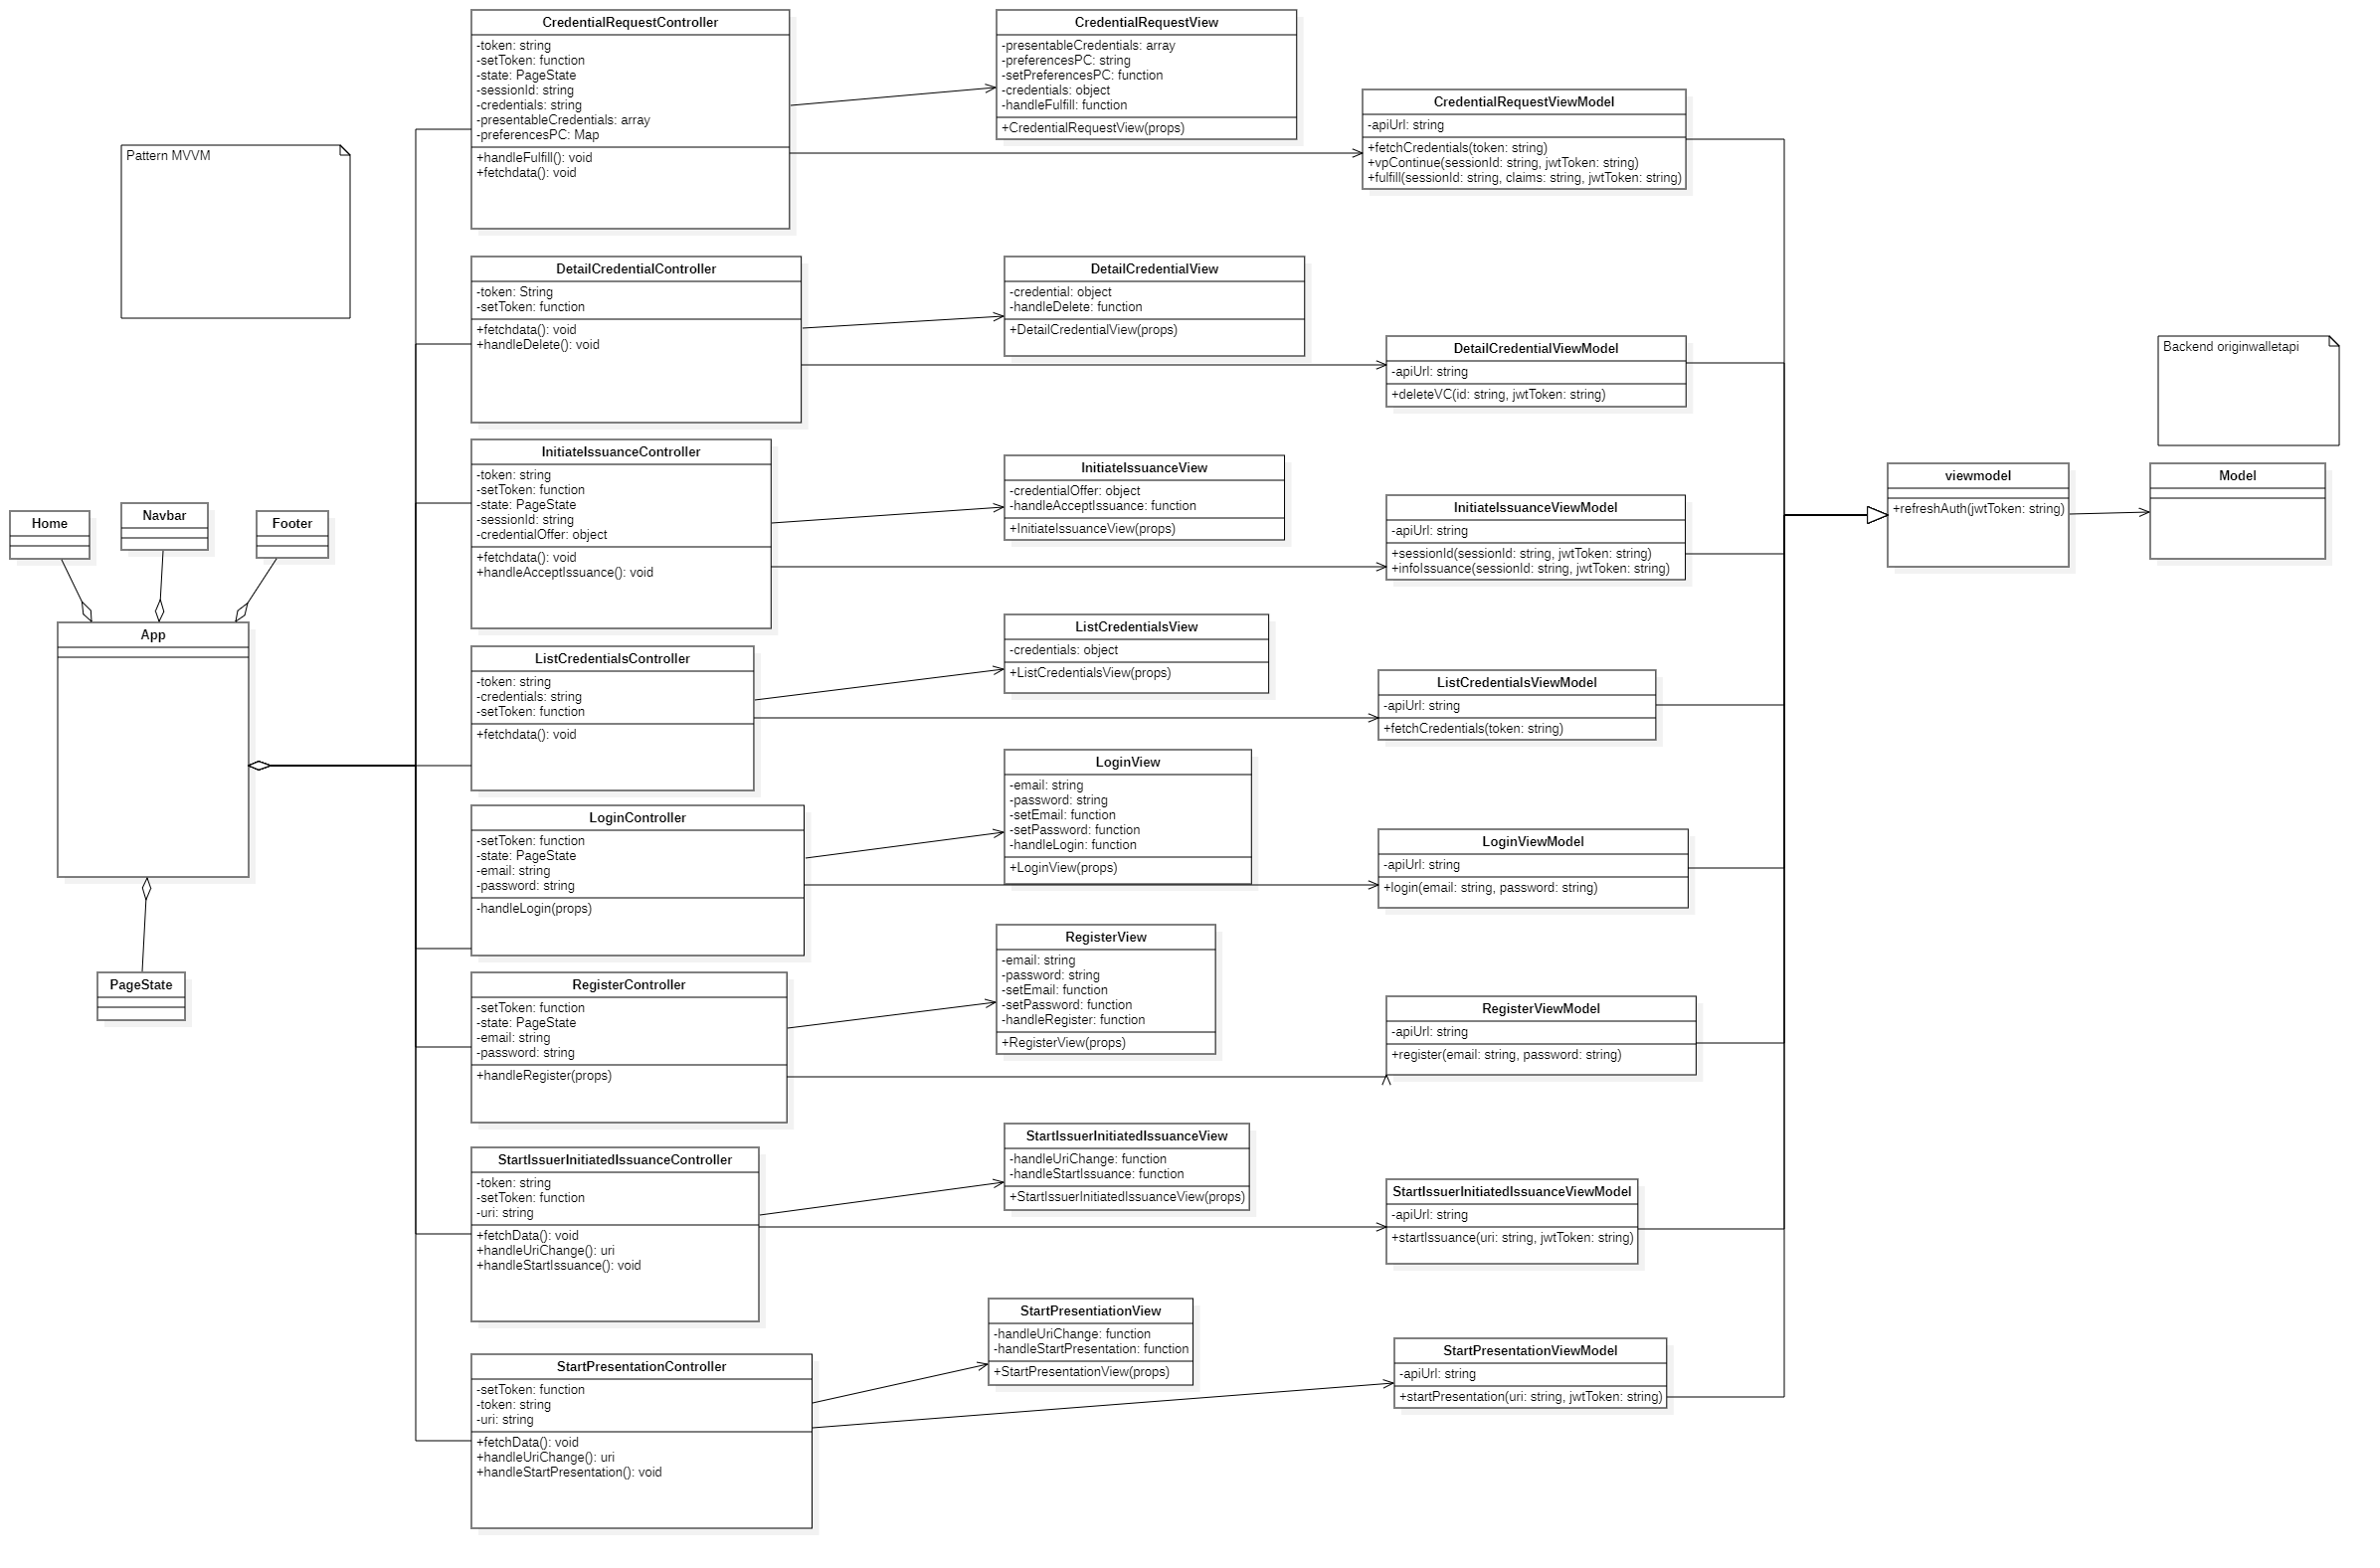 CredentialRequestController
-token: string
-setToken: function
-state: PageState
-sessionId: string
-credentials: string
-presentableCredentials: array
-preferencesPC: Map
+handleFulfill(): void
+fetchdata(): void
CredentialRequestView
-presentableCredentials: array
-preferencesPC: string
-setPreferencesPC: function
-credentials: object
-handleFulfill: function
+CredentialRequestView(props)
CredentialRequestViewModel
-apiUrl: string
+fetchCredentials(token: string)
+vpContinue(sessionId: string, jwtToken: string)
+fulfill(sessionId: string, claims: string, jwtToken: string)
Pattern MVVM
DetailCredentialController
-token: String
-setToken: function
+fetchdata(): void
+handleDelete(): void
DetailCredentialView
-credential: object
-handleDelete: function
+DetailCredentialView(props)
DetailCredentialViewModel
-apiUrl: string
+deleteVC(id: string, jwtToken: string)
Backend originwalletapi
InitiateIssuanceController
-token: string
-setToken: function
-state: PageState
-sessionId: string
-credentialOffer: object
+fetchdata(): void
+handleAcceptIssuance(): void
InitiateIssuanceView
-credentialOffer: object
-handleAcceptIssuance: function
+InitiateIssuanceView(props)
InitiateIssuanceViewModel
-apiUrl: string
+sessionId(sessionId: string, jwtToken: string)
+infoIssuance(sessionId: string, jwtToken: string)
viewmodel
+refreshAuth(jwtToken: string)
Model
Home
Navbar
Footer
App
ListCredentialsController
-token: string
-credentials: string
-setToken: function
+fetchdata(): void
ListCredentialsView
-credentials: object
+ListCredentialsView(props)
ListCredentialsViewModel
-apiUrl: string
+fetchCredentials(token: string)
LoginController
-setToken: function
-state: PageState
-email: string
-password: string
-handleLogin(props)
LoginView
-email: string
-password: string
-setEmail: function
-setPassword: function
-handleLogin: function
+LoginView(props)
LoginViewModel
-apiUrl: string
+login(email: string, password: string)
PageState
RegisterController
-setToken: function
-state: PageState
-email: string
-password: string
+handleRegister(props)
RegisterView
-email: string
-password: string
-setEmail: function
-setPassword: function
-handleRegister: function
+RegisterView(props)
RegisterViewModel
-apiUrl: string
+register(email: string, password: string)
StartIssuerInitiatedIssuanceController
-token: string
-setToken: function
-uri: string
+fetchData(): void
+handleUriChange(): uri
+handleStartIssuance(): void
StartIssuerInitiatedIssuanceView
-handleUriChange: function
-handleStartIssuance: function
+StartIssuerInitiatedIssuanceView(props)
StartIssuerInitiatedIssuanceViewModel
-apiUrl: string
+startIssuance(uri: string, jwtToken: string)
StartPresentationController
-setToken: function
-token: string
-uri: string
+fetchData(): void
+handleUriChange(): uri
+handleStartPresentation(): void
StartPresentiationView
-handleUriChange: function
-handleStartPresentation: function
+StartPresentationView(props)
StartPresentationViewModel
-apiUrl: string
+startPresentation(uri: string, jwtToken: string)